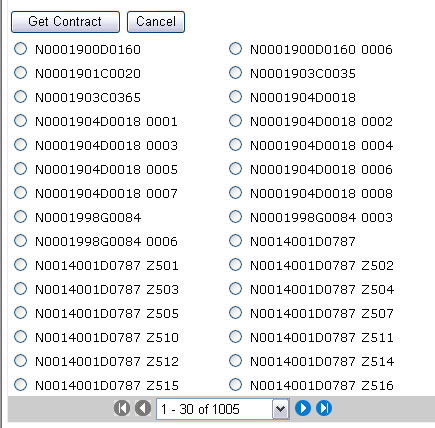 Get Contract Cancel
N0001900D0160 N0001900D0160 0006
N0001901C0020 N0001903C0035
N0001903C0365 N0001904D0018
N0001904D0018 0001 N0001904D0018 0002
N0001904D0018 0003 N0001904D0018 0004
N0001904D0018 0005 N0001904D0018 0006
N0001904D0018 0007 N0001904D0018 0008
N0001998G0084 N0001998G0084 0003
N0001998G0084 0006 N0014001D0787
N0014001D0787 Z501 N0014001D0787 Z502
N0014001D0787 Z503 N0014001D0787 Z504
N0014001D0787 Z505 N0014001D0787 Z507
N0014001D0787 Z510 N0014001D0787 Z511
N0014001D0787 Z512 N0014001D0787 Z514
N0014001D0787 Z515 N0014001D0787 Z516
1 - 30 of 1005